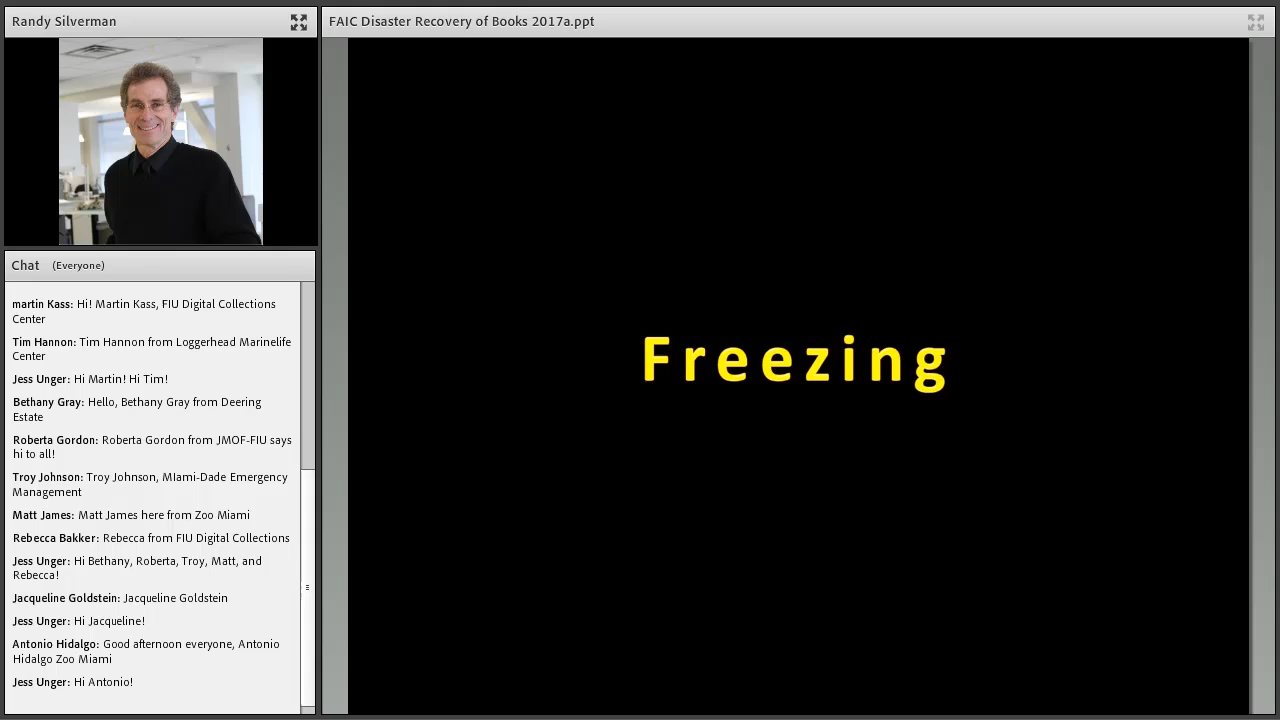 Randy Silverman
FAIC Disaster Recovery of Books 2017a.ppt
Chat (Everyone)
martin Kass: Hi! Martin Kass, FIU Digital Collections
Center
Tim Hannon: Tim Hannon from Loggerhead Marinelife
Center
Jess Unger: Hi Martin! Hi Tim!
Bethany Gray: Hello, Bethany Gray from Deering
Estate
Roberta Gordon: Roberta Gordon from JMOF-FIU says
hi to all!
Troy Johnson: Troy Johnson, MIami-Dade Emergency
Management
Matt James: Matt James here from Zoo Miami
Rebecca Bakker: Rebecca from FIU Digital Collections
Jess Unger: Hi Bethany, Roberta, Troy, Matt, and
Rebecca!
Jacqueline Goldstein: Jacqueline Goldstein
Jess Unger: Hi Jacqueline!
Antonio Hidalgo: Good afternoon everyone, Antonio
Hidalgo Zoo Miami
Jess Unger: Hi Antonio!
Freezing